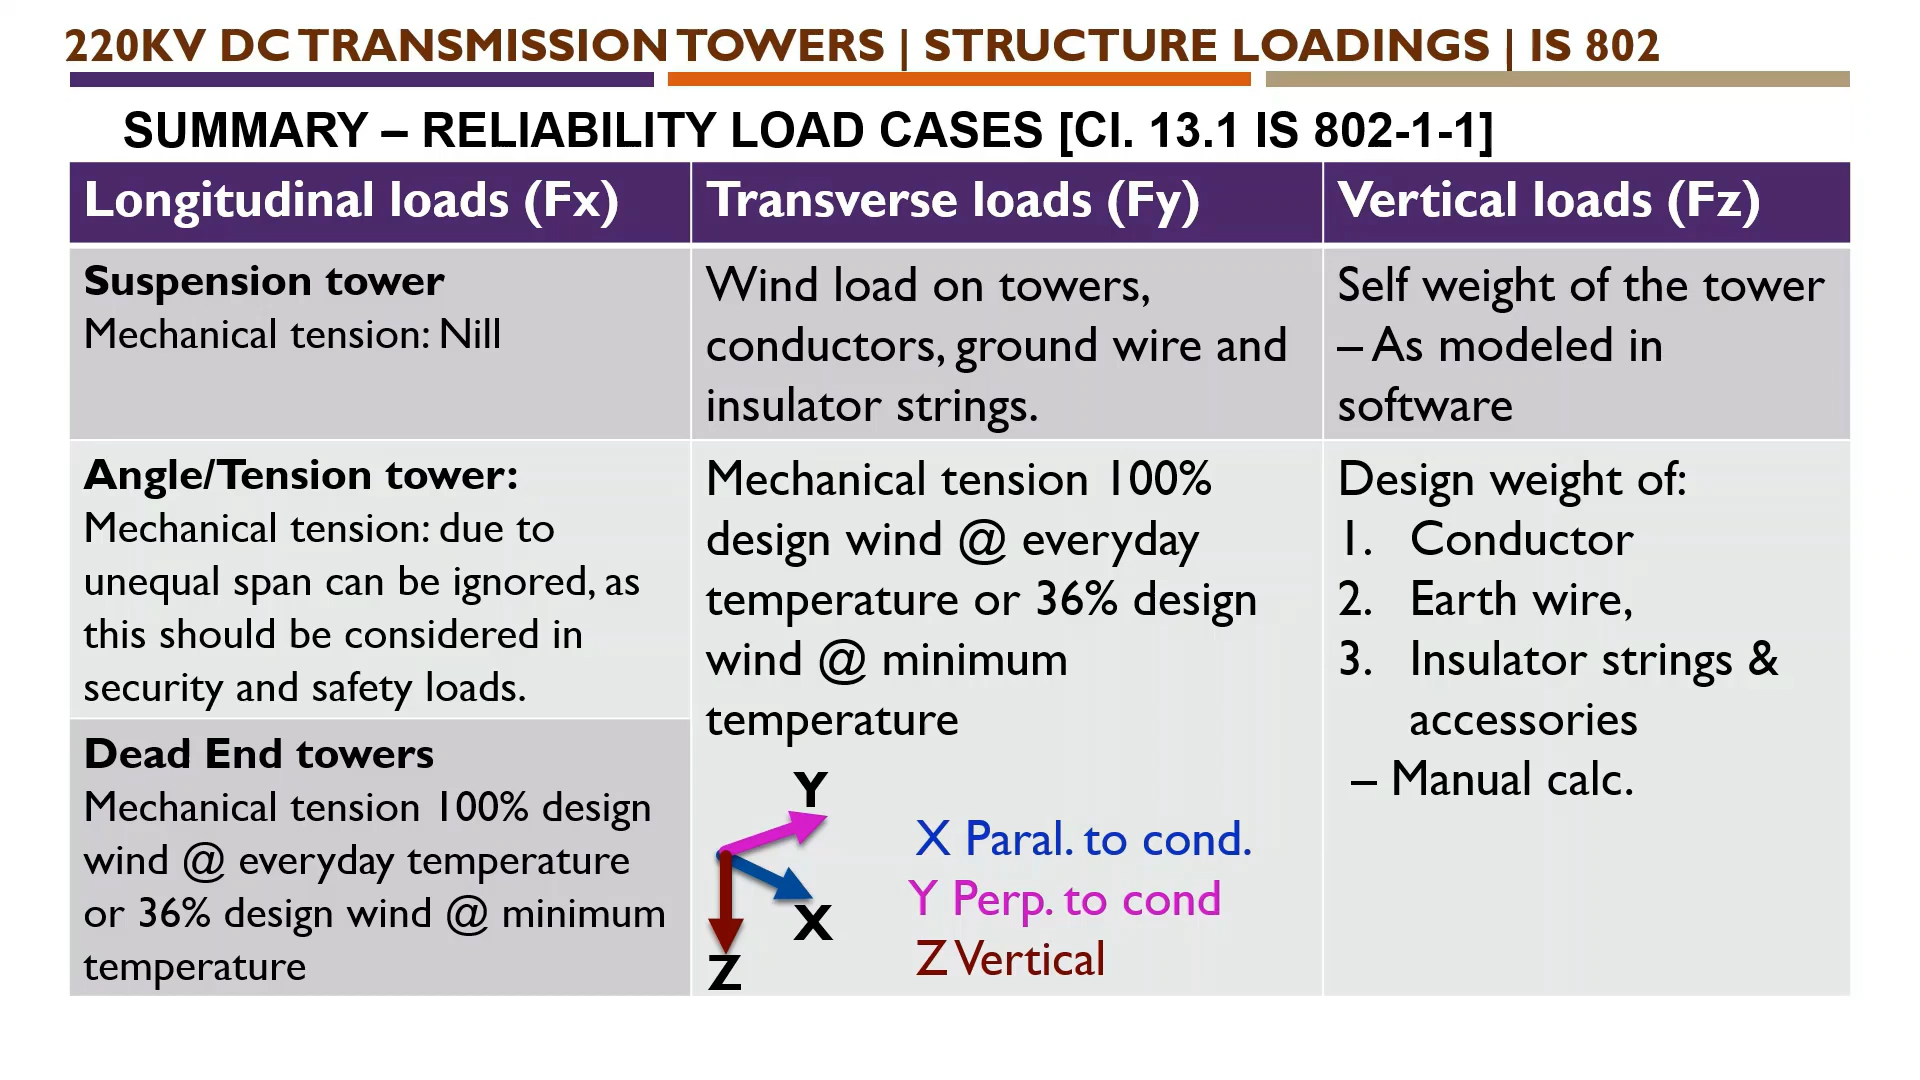 220KV DC TRANSMISSION TOWERS | STRUCTURE LOADINGS | IS 802
SUMMARY – RELIABILITY LOAD CASES [Cl. 13.1 IS 802-1-1]
Longitudinal loads (Fx)
Transverse loads (Fy)
Vertical loads (Fz)
Suspension tower
Mechanical tension: Nill
Wind load on towers,
conductors, ground wire and
insulator strings.
Self weight of the tower
– As modeled in
software
Angle/Tension tower:
Mechanical tension: due to
unequal span can be ignored, as
this should be considered in
security and safety loads.
Mechanical tension 100%
design wind @ everyday
temperature or 36% design
wind @ minimum
temperature
Design weight of:
1. Conductor
2. Earth wire,
3. Insulator strings &
accessories
– Manual calc.
Dead End towers
Mechanical tension 100% design
wind @ everyday temperature
or 36% design wind @ minimum
temperature
Y
X
Z
X Paral. to cond.
Y Perp. to cond
Z Vertical